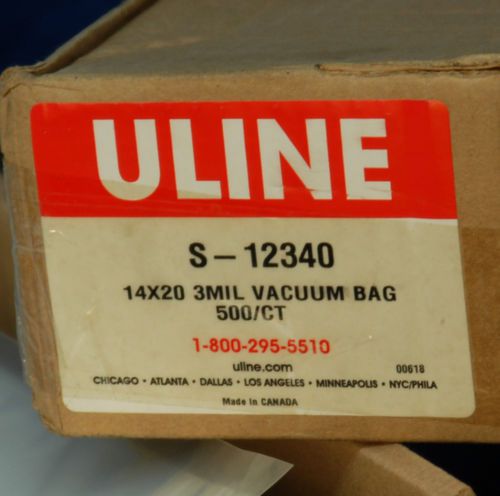 ULINE
S-12340
14X20 3MIL VACUUM BAG
500/CT
1-800-295-5510
uline.com
00618
CHICAGO • ATLANTA • DALLAS • LOS ANGELES • MINNEAPOLIS • NYC/PHILA
Made in CANADA